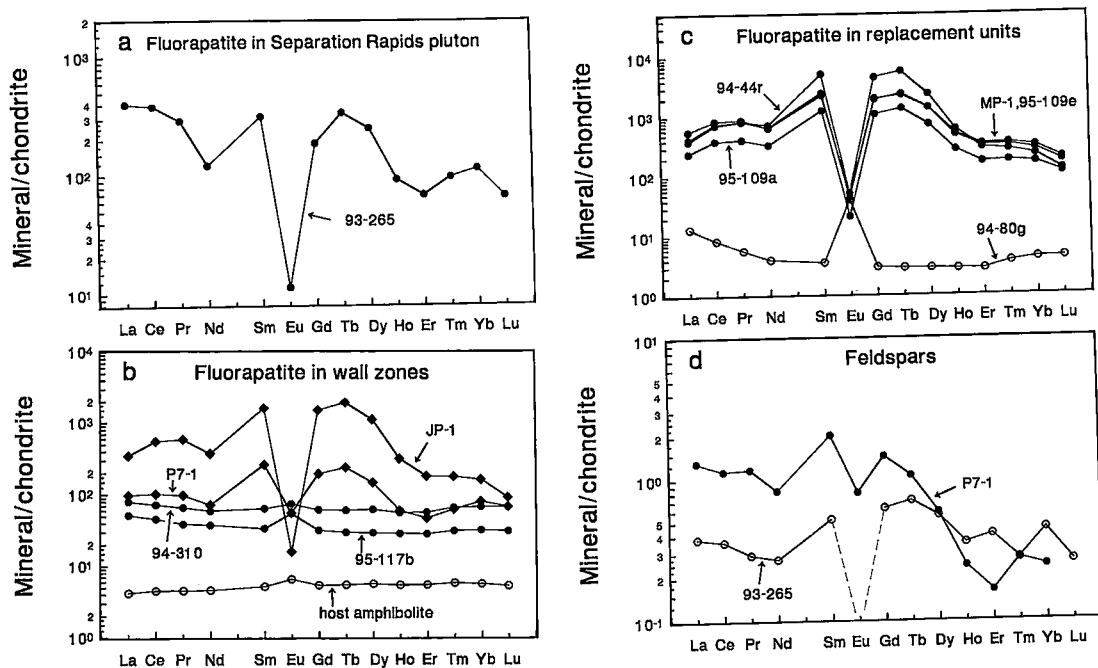 a Fluorapatite in Separation Rapids pluton
Mineral/chondrite
2
10³
4
3
2
10²
4
3
2
10¹
93-265
La Ce Pr Nd Sm Eu Gd Tb Dy Ho Er Tm Yb Lu
c Fluorapatite in replacement units
Mineral/chondrite
10⁴
10³
10²
10¹
10⁰
94-44r
MP-1,95-109e
95-109a
94-80g
La Ce Pr Nd Sm Eu Gd Tb Dy Ho Er Tm Yb Lu
b Fluorapatite in wall zones
Mineral/chondrite
10⁴
2
10³
2
10²
2
10¹
2
10⁰
JP-1
P7-1
94-310
95-117b
host amphibolite
La Ce Pr Nd Sm Eu Gd Tb Dy Ho Er Tm Yb Lu
d Feldspars
Mineral/chondrite
10¹
5
3
2
10⁰
5
3
2
10⁻¹
P7-1
93-265
La Ce Pr Nd Sm Eu Gd Tb Dy Ho Er Tm Yb Lu